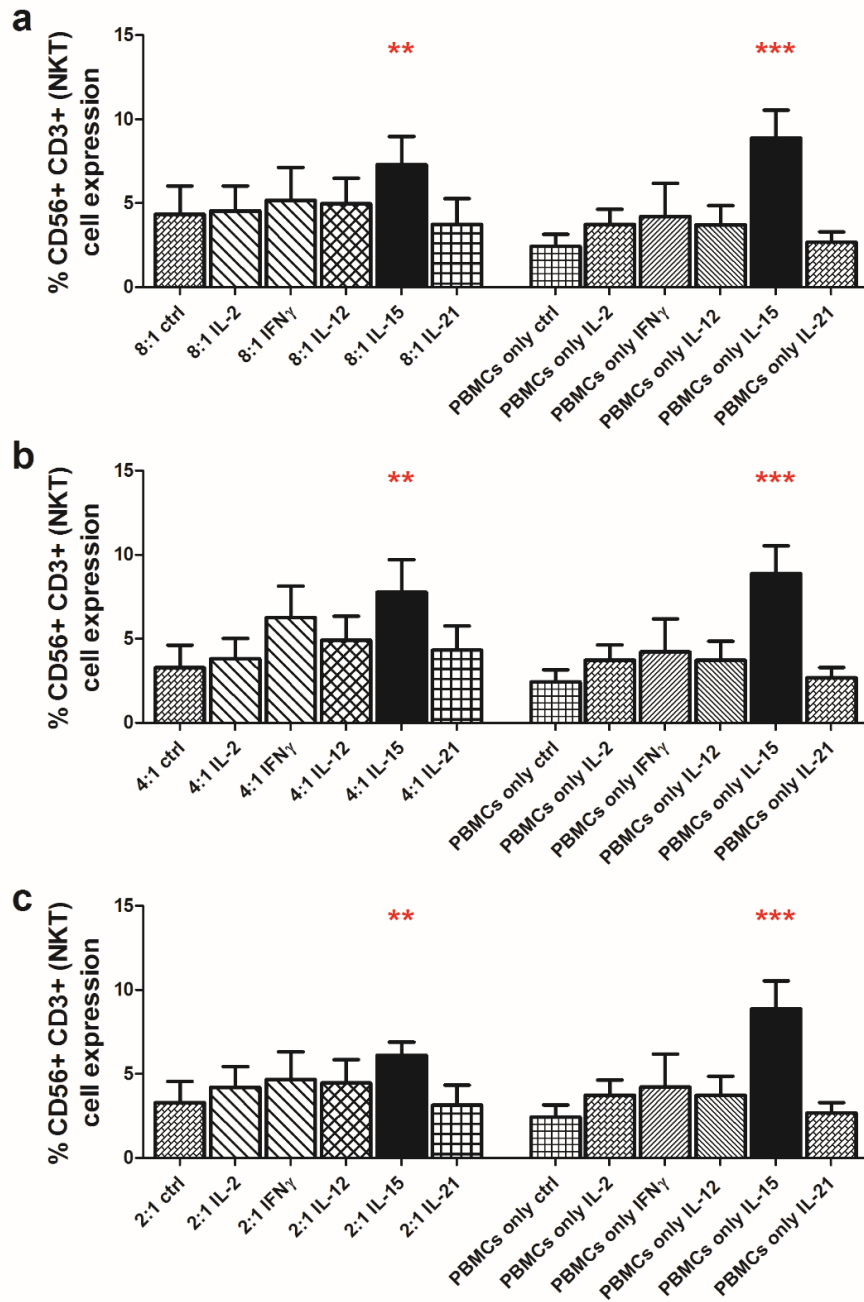 a
% CD56+ CD3+ (NKT)
cell expression
15
10
5
0
**
***
8:1 ctrl
8:1 IL-2
8:1 IFNγ
8:1 IL-12
8:1 IL-15
8:1 IL-21
PBMCs only ctrl
PBMCs only IL-2
PBMCs only IFNγ
PBMCs only IL-12
PBMCs only IL-15
PBMCs only IL-21
b
% CD56+ CD3+ (NKT)
cell expression
15
10
5
0
**
***
4:1 ctrl
4:1 IL-2
4:1 IFNγ
4:1 IL-12
4:1 IL-15
4:1 IL-21
PBMCs only ctrl
PBMCs only IL-2
PBMCs only IFNγ
PBMCs only IL-12
PBMCs only IL-15
PBMCs only IL-21
c
% CD56+ CD3+ (NKT)
cell expression
15
10
5
0
**
***
2:1 ctrl
2:1 IL-2
2:1 IFNγ
2:1 IL-12
2:1 IL-15
2:1 IL-21
PBMCs only ctrl
PBMCs only IL-2
PBMCs only IFNγ
PBMCs only IL-12
PBMCs only IL-15
PBMCs only IL-21